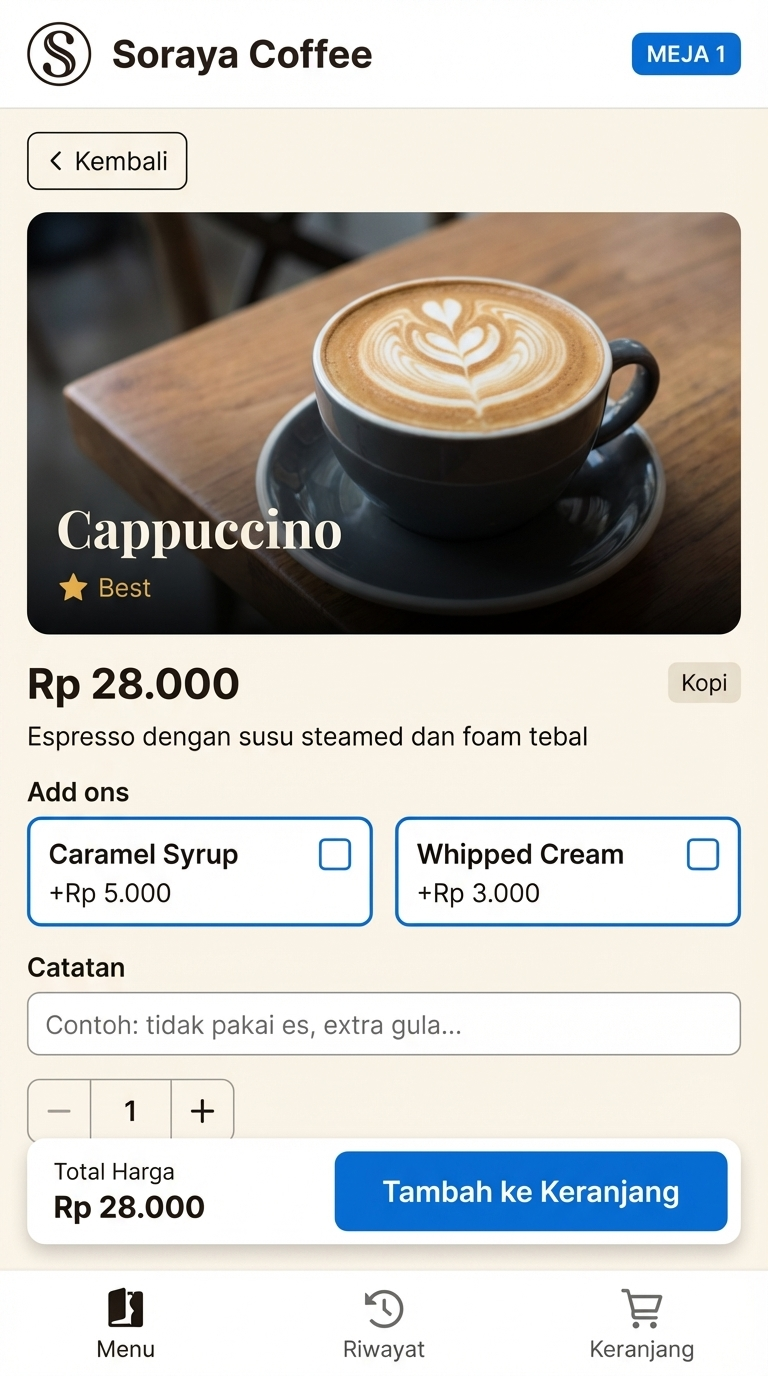 S Soraya Coffee
MEJA 1
Kembali
Cappuccino
Best
Rp 28.000
Kopi
Espresso dengan susu steamed dan foam tebal
Add ons
Caramel Syrup
+Rp 5.000
Whipped Cream
+Rp 3.000
Catatan
Contoh: tidak pakai es, extra gula...
1
Total Harga
Rp 28.000
Tambah ke Keranjang
Menu
Riwayat
Keranjang